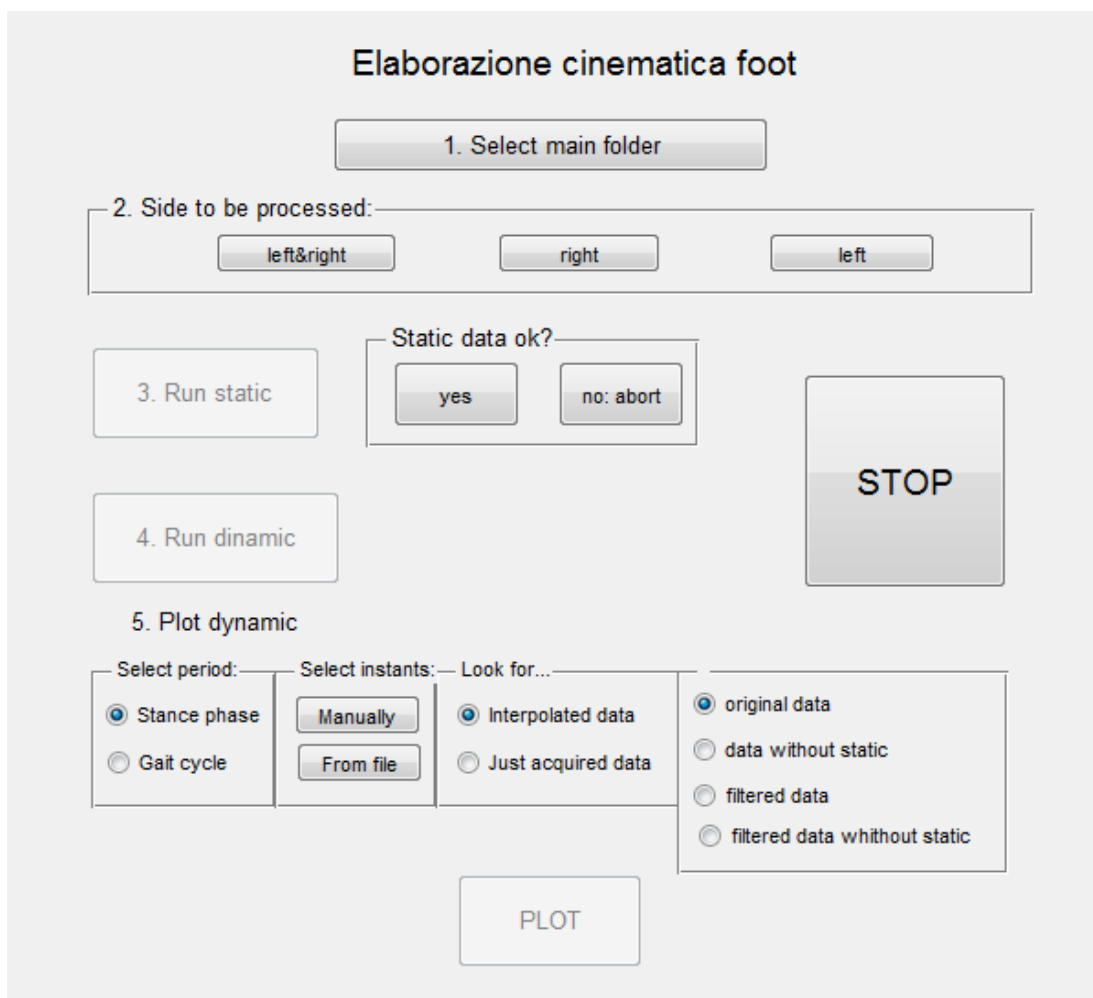 Elaborazione cinematica foot
1. Select main folder
2. Side to be processed:
left&right right left
Static data ok?
3. Run static yes no: abort
STOP
4. Run dinamic
5. Plot dynamic
Select period: Select instants: Look for...
original data
Stance phase Manually Interpolated data
data without static
Gait cycle From file Just acquired data
filtered data
filtered data whithout static
PLOT